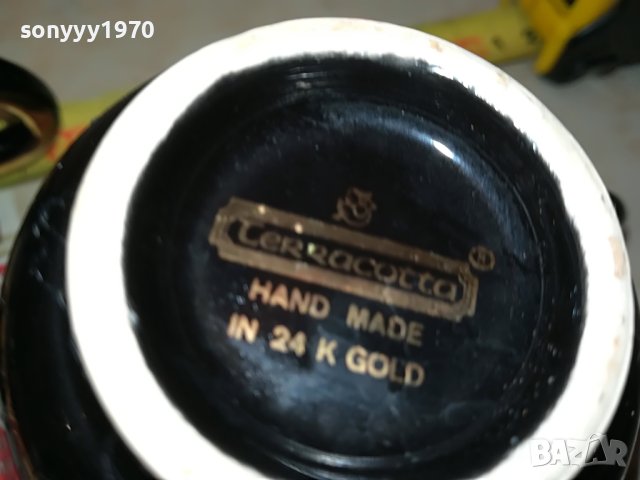 sonyyy1970
Terracotta ®
HAND MADE
IN 24 K GOLD
BAZAR